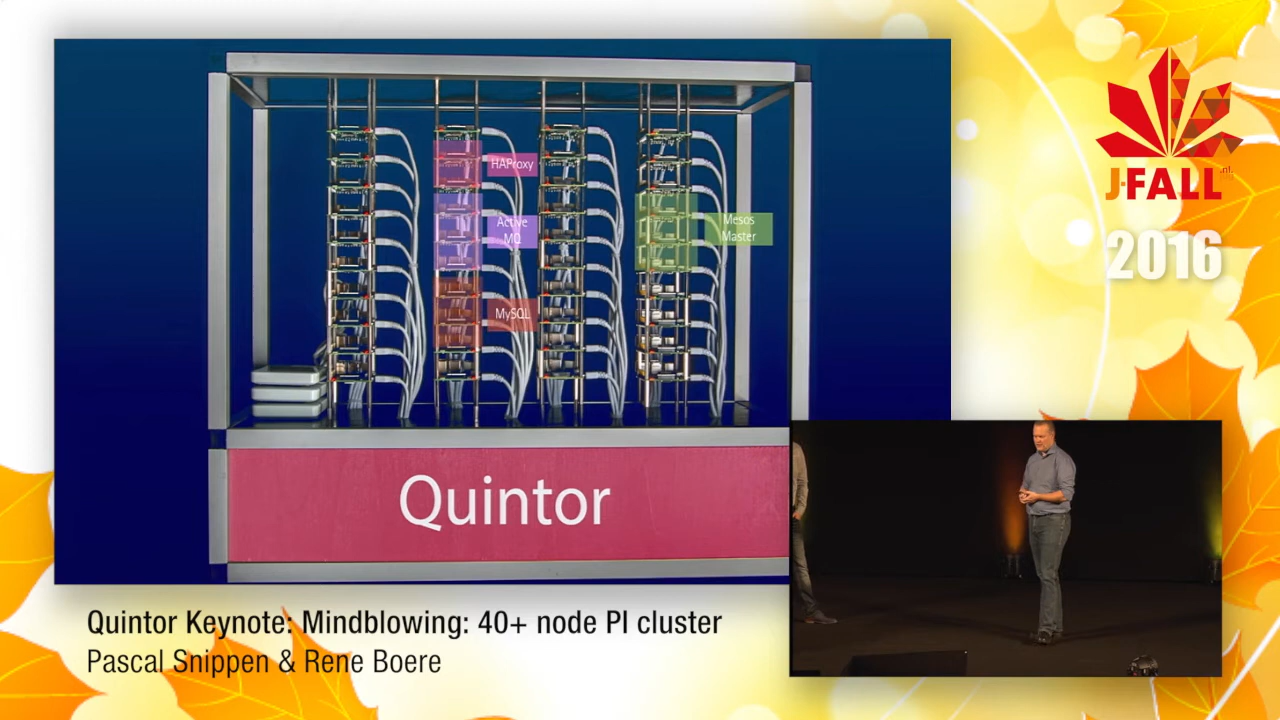 HAProxy
Active
MQ
Mesos
Master
MySQL
Quintor
J-FALL
.nl
2016
Quintor Keynote: Mindblowing: 40+ node PI cluster
Pascal Snippen & Rene Boere